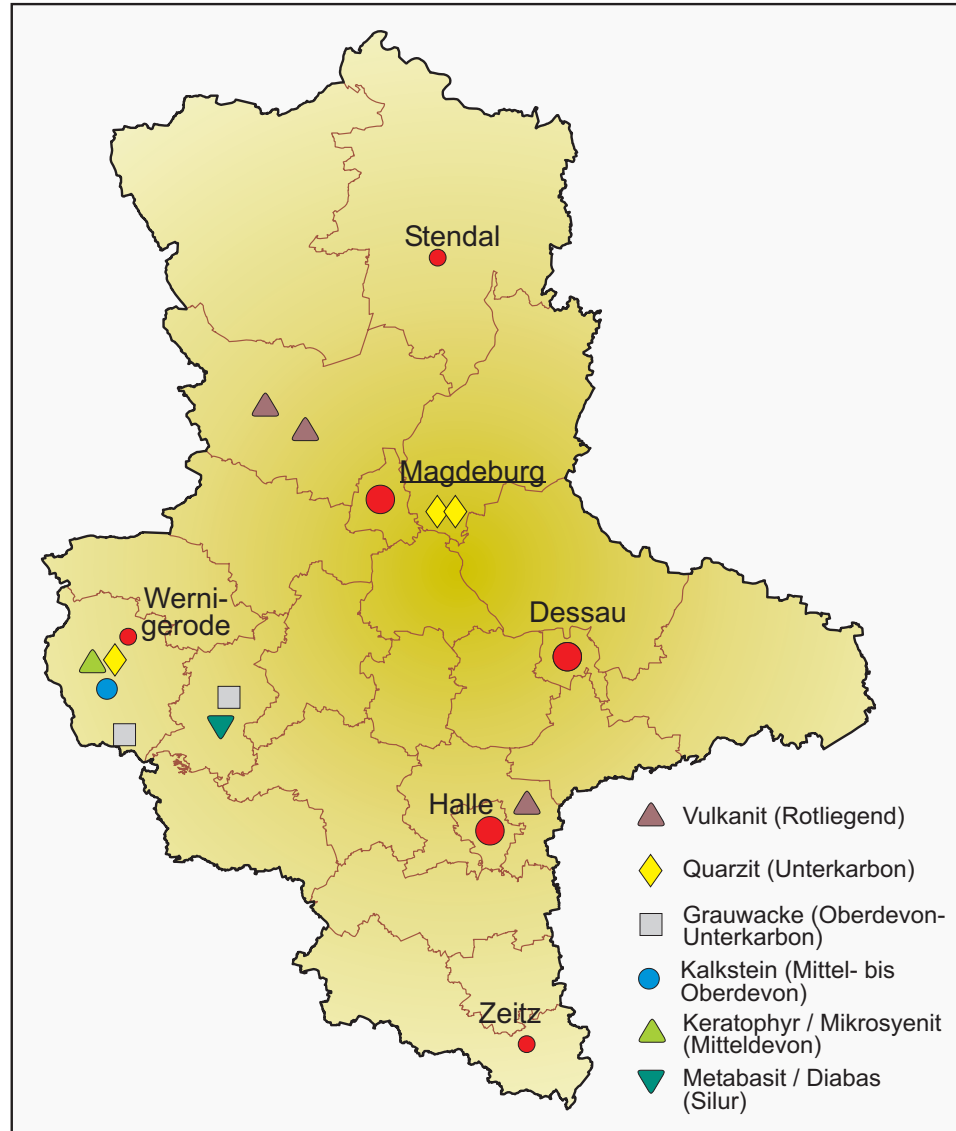 Stendal
Magdeburg
Werni-
gerode
Dessau
Halle
Zeitz
Vulkanit (Rotliegend)
Quarzit (Unterkarbon)
Grauwacke (Oberdevon-
Unterkarbon)
Kalkstein (Mittel- bis
Oberdevon)
Keratophyr / Mikrosyenit
(Mitteldevon)
Metabasit / Diabas
(Silur)